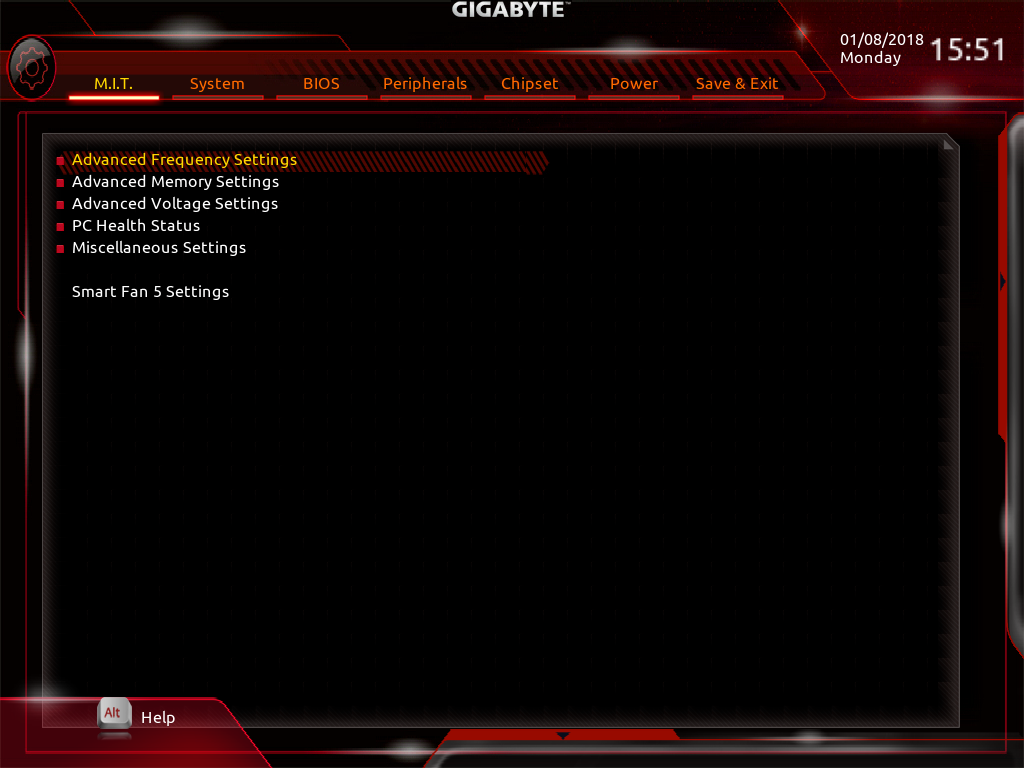 GIGABYTE™
01/08/2018 15:51
Monday
M.I.T. System BIOS Peripherals Chipset Power Save & Exit
Advanced Frequency Settings
Advanced Memory Settings
Advanced Voltage Settings
PC Health Status
Miscellaneous Settings
Smart Fan 5 Settings
Alt Help